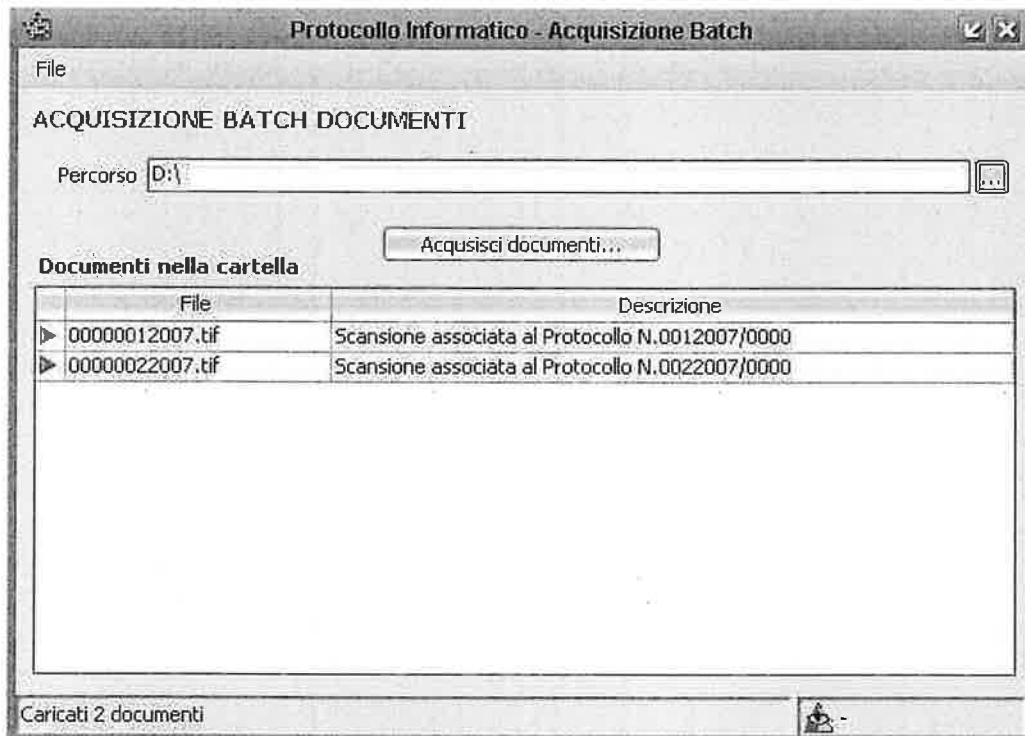 Protocollo Informatico - Acquisizione Batch
File
ACQUISIZIONE BATCH DOCUMENTI
Percorso D:\ ...
Acqusisci documenti...
Documenti nella cartella
File Descrizione
00000012007.tif Scansione associata al Protocollo N.0012007/0000
00000022007.tif Scansione associata al Protocollo N.0022007/0000
Caricati 2 documenti -